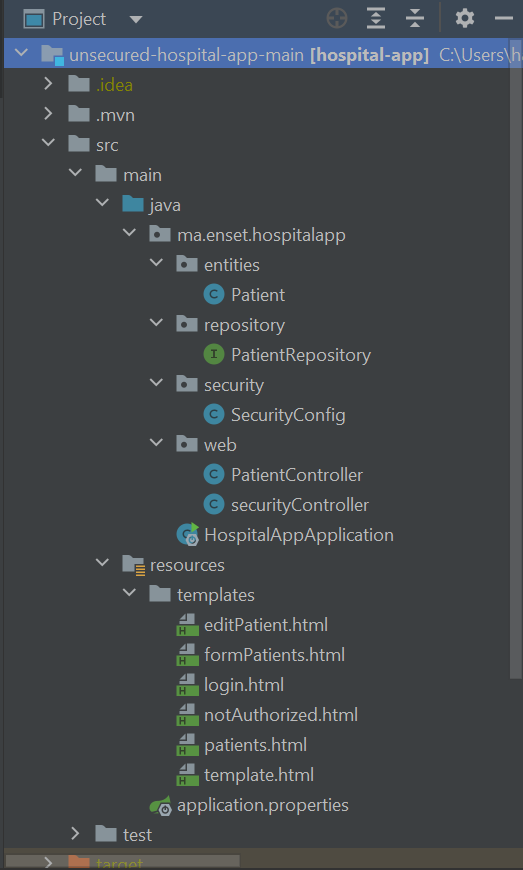 Project
unsecured-hospital-app-main [hospital-app] C:\Users\h
.idea
.mvn
src
main
java
ma.enset.hospitalapp
entities
C Patient
repository
I PatientRepository
security
C SecurityConfig
web
C PatientController
C securityController
HospitalAppApplication
resources
templates
H editPatient.html
H formPatients.html
H login.html
H notAuthorized.html
H patients.html
H template.html
application.properties
test
target